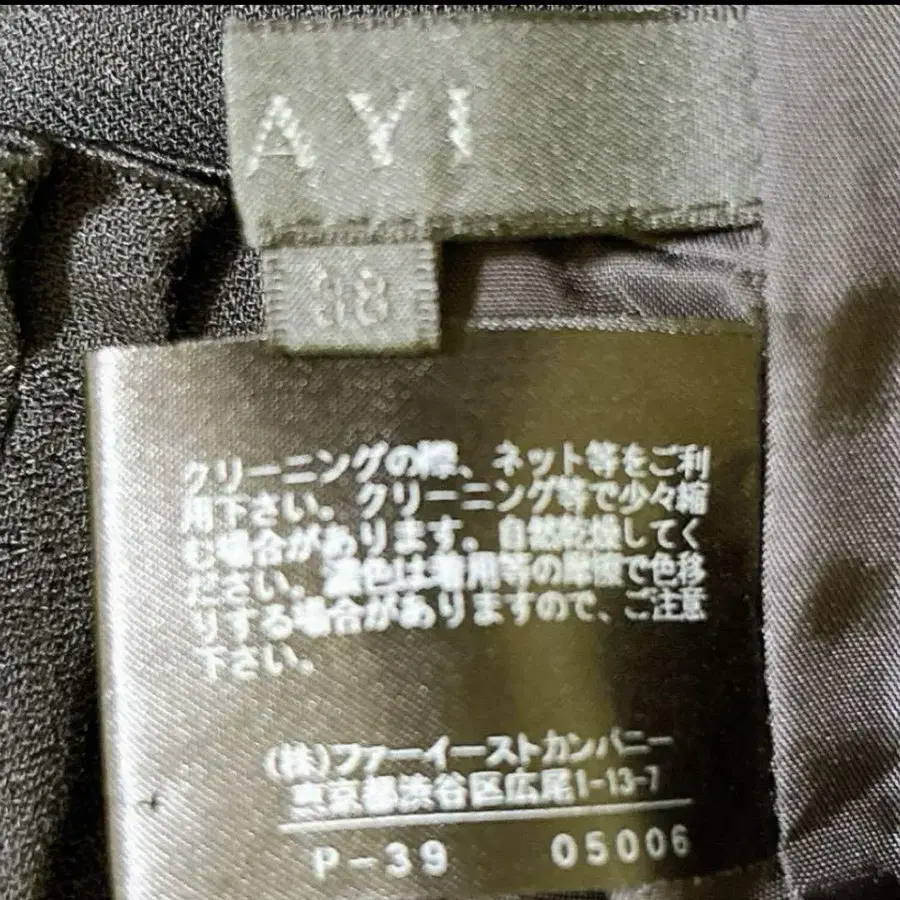 AYI
38
クリーニングの際、ネット等をご利
用下さい。クリーニング等で少々縮
む場合があります。自然乾燥してく
ださい。濃色は着用等の摩擦で色移
りする場合がありますので、ご注意
下さい。
(株)ファーイーストカンパニー
東京都渋谷区広尾1-13-7
P-39 05006